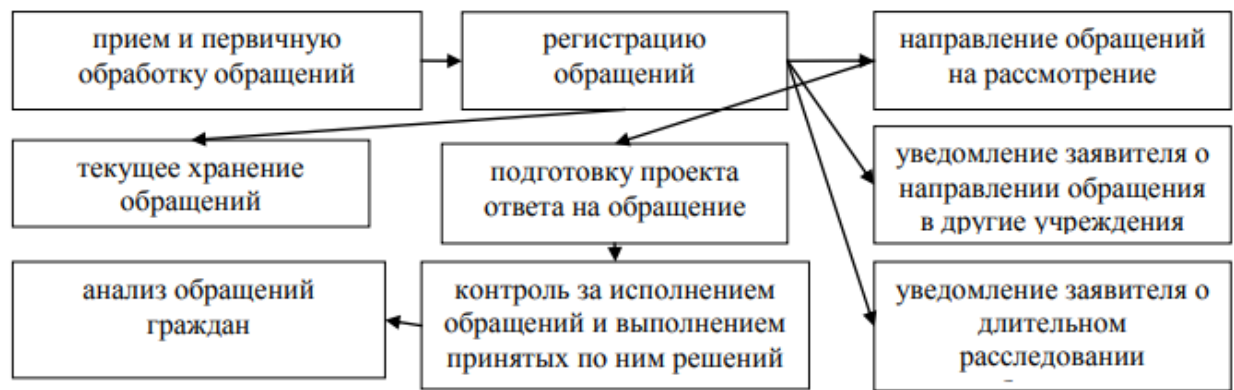 прием и первичную
обработку обращений
регистрацию
обращений
направление обращений
на рассмотрение
текущее хранение
обращений
подготовку проекта
ответа на обращение
уведомление заявителя о
направлении обращения
в другие учреждения
анализ обращений
граждан
контроль за исполнением
обращений и выполнением
принятых по ним решений
уведомление заявителя о
длительном
расследовании